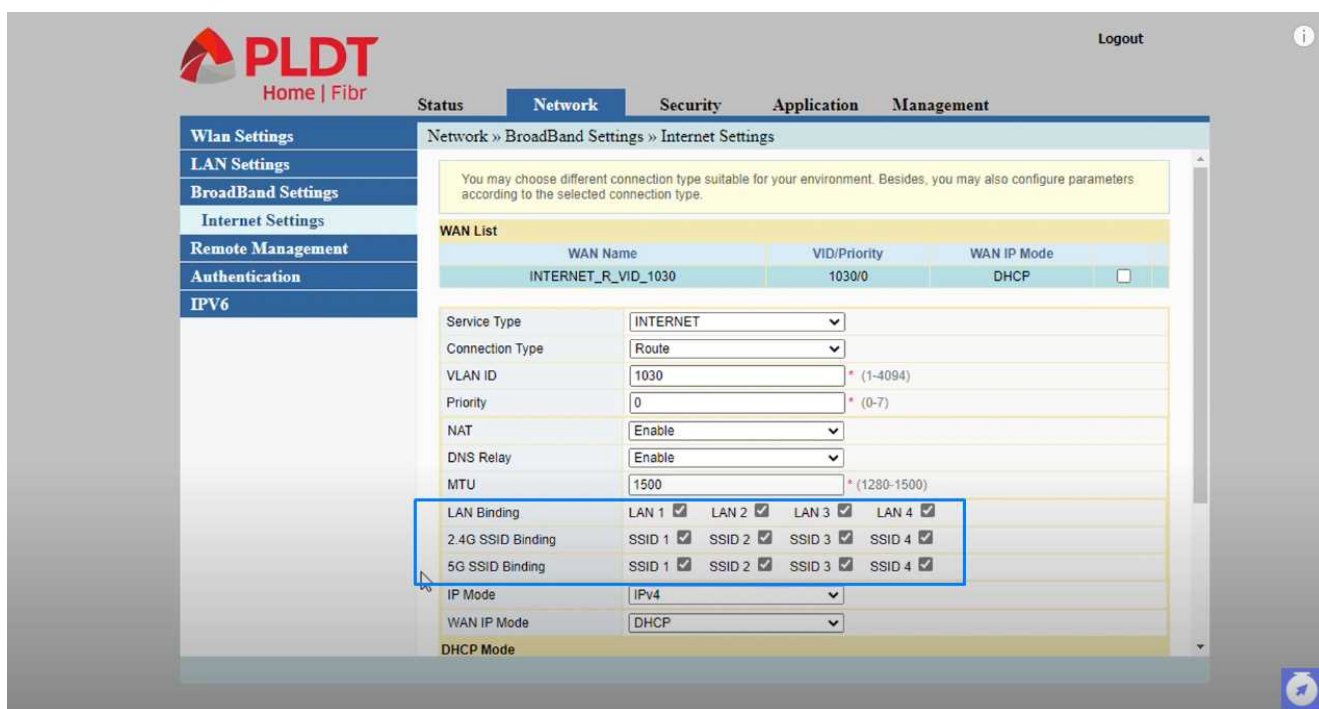 PLDT
Home | Fibr
Logout
Status Network Security Application Management
Wlan Settings
LAN Settings
BroadBand Settings
Internet Settings
Remote Management
Authentication
IPV6
Network » BroadBand Settings » Internet Settings
You may choose different connection type suitable for your environment. Besides, you may also configure parameters
according to the selected connection type.
WAN List
WAN Name VID/Priority WAN IP Mode
INTERNET_R_VID_1030 1030/0 DHCP
Service Type INTERNET
Connection Type Route
VLAN ID 1030 * (1-4094)
Priority 0 * (0-7)
NAT Enable
DNS Relay Enable
MTU 1500 * (1280-1500)
LAN Binding LAN 1 LAN 2 LAN 3 LAN 4
2.4G SSID Binding SSID 1 SSID 2 SSID 3 SSID 4
5G SSID Binding SSID 1 SSID 2 SSID 3 SSID 4
IP Mode IPv4
WAN IP Mode DHCP
DHCP Mode